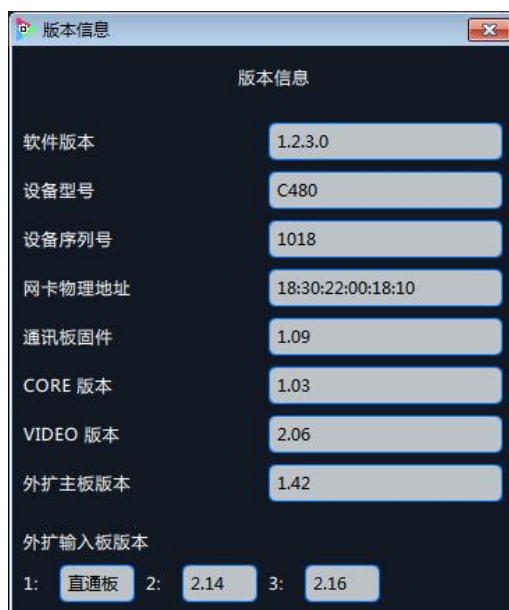 版本信息
版本信息
软件版本 1.2.3.0
设备型号 C480
设备序列号 1018
网卡物理地址 18:30:22:00:18:10
通讯板固件 1.09
CORE 版本 1.03
VIDEO 版本 2.06
外扩主板版本 1.42
外扩输入板版本
1: 直通板 2: 2.14 3: 2.16